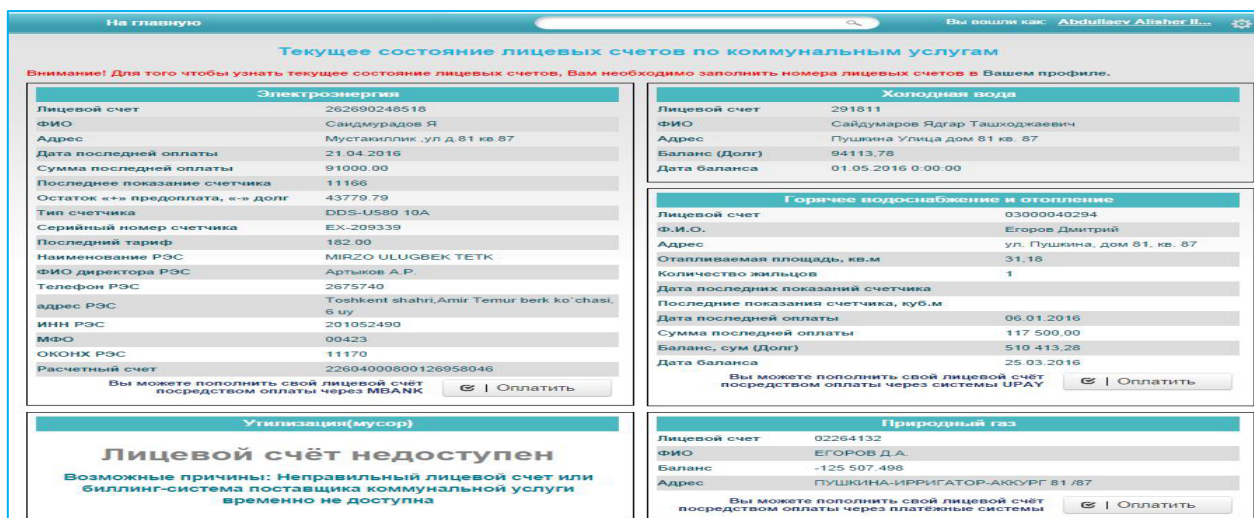 На главную
Вы вошли как: Abdullaev Alisher Il...
Текущее состояние лицевых счетов по коммунальным услугам
Внимание! Для того чтобы узнать текущее состояние лицевых счетов, Вам необходимо заполнить номера лицевых счетов в Вашем профиле.
Электроэнергия
Лицевой счет 262690248518
ФИО Саидмурадов Я
Адрес Мустакиллик ,ул д.81 кв.87
Дата последней оплаты 21.04.2016
Сумма последней оплаты 91000.00
Последнее показание счетчика 11166
Остаток «+» предоплата, «-» долг 43779.79
Тип счетчика DDS-U580 10A
Серийный номер счетчика EX-209339
Последний тариф 182.00
Наименование РЭС MIRZO ULUGBEK TETK
ФИО директора РЭС Артыков А.Р.
Телефон РЭС 2675740
адрес РЭС Toshkent shahri,Amir Temur berk ko`chasi,
6 uy
ИНН РЭС 201052490
МФО 00423
ОКОНХ РЭС 11170
Расчетный счет 22604000800126958046
Вы можете пополнить свой лицевой счёт
посредством оплаты через MBANK
| Оплатить
Холодная вода
Лицевой счет 291811
ФИО Сайдумаров Ядгар Ташходжаевич
Адрес Пушкина Улица дом 81 кв. 87
Баланс (Долг) 94113,78
Дата баланса 01.05.2016 0:00:00
Горячее водоснабжение и отопление
Лицевой счет 03000040294
Ф.И.О. Егоров Дмитрий
Адрес ул. Пушкина, дом 81, кв. 87
Отапливаемая площадь, кв.м 31,18
Количество жильцов 1
Дата последних показаний счетчика
Последние показания счетчика, куб.м
Дата последней оплаты 06.01.2016
Сумма последней оплаты 117 500,00
Баланс, сум (Долг) 510 413,28
Дата баланса 25.03.2016
Вы можете пополнить свой лицевой счёт
посредством оплаты через системы UPAY
| Оплатить
Утилизация(мусор)
Лицевой счёт недоступен
Возможные причины: Неправильный лицевой счет или
биллинг-система поставщика коммунальной услуги
временно не доступна
Природный газ
Лицевой счет 02264132
ФИО ЕГОРОВ Д.А.
Баланс -125 507,498
Адрес ПУШКИНА-ИРРИГАТОР-АККУРГ 81 /87
Вы можете пополнить свой лицевой счёт
посредством оплаты через платёжные системы
| Оплатить